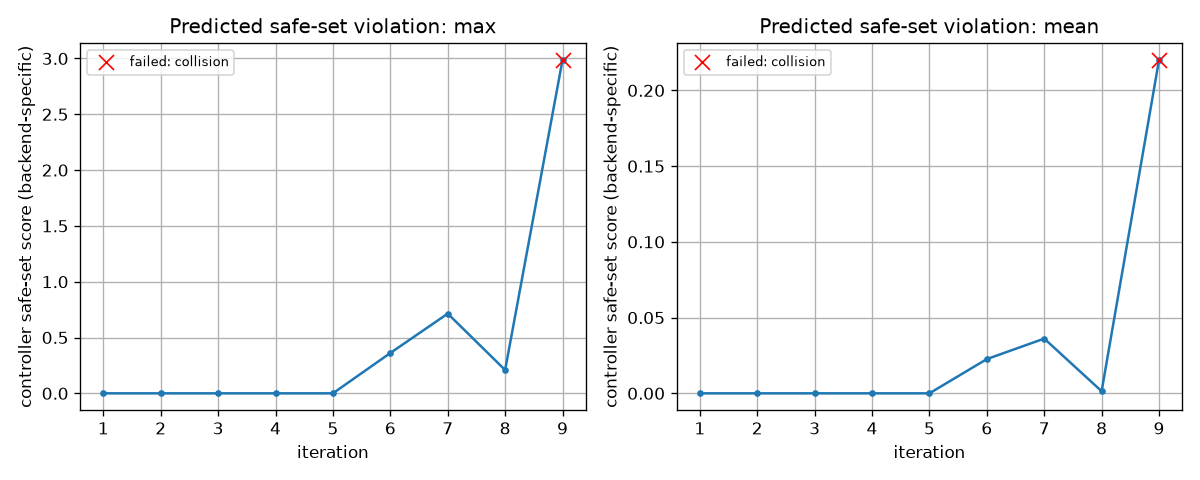 Predicted safe-set violation: max
controller safe-set score (backend-specific)
failed: collision
3.0
2.5
2.0
1.5
1.0
0.5
0.0
1 2 3 4 5 6 7 8 9
iteration
Predicted safe-set violation: mean
controller safe-set score (backend-specific)
failed: collision
0.20
0.15
0.10
0.05
0.00
1 2 3 4 5 6 7 8 9
iteration